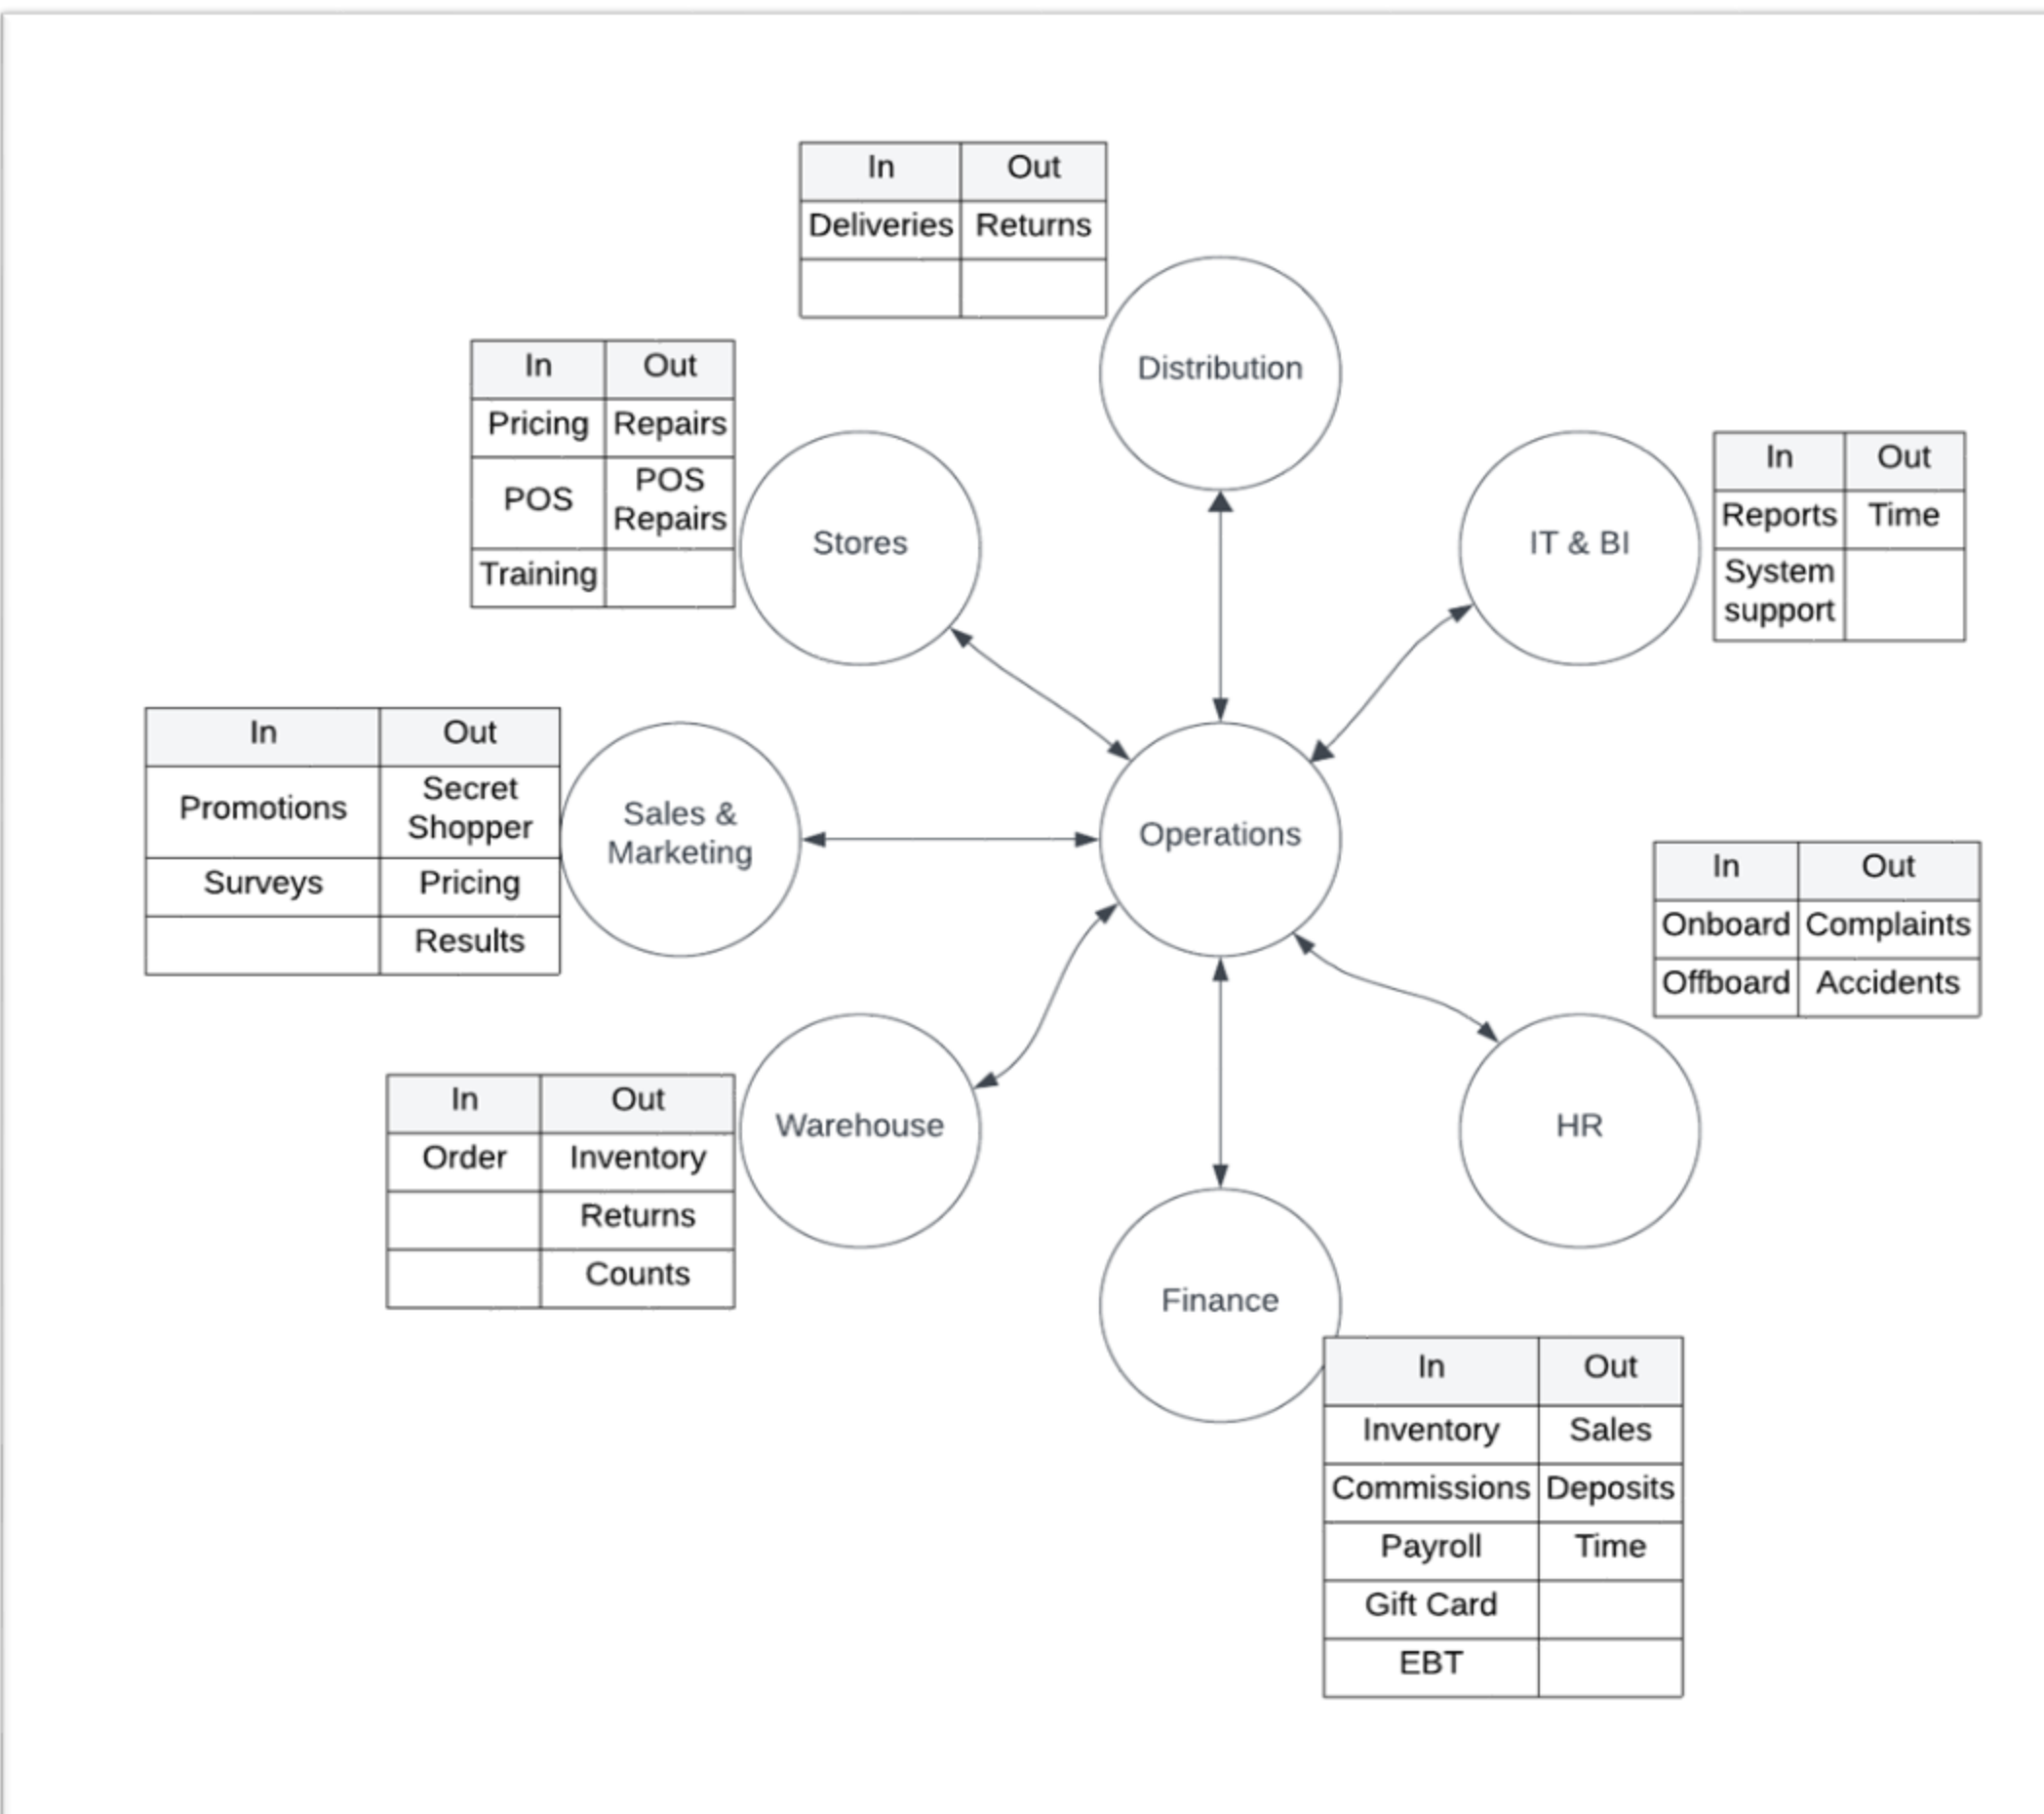 In Out
Deliveries Returns
Distribution
In Out
Pricing Repairs
POS POS
Repairs
Training
Stores
IT & BI
In Out
Reports Time
System
support
In Out
Promotions Secret
Shopper
Surveys Pricing
Results
Sales &
Marketing
Operations
In Out
Onboard Complaints
Offboard Accidents
In Out
Order Inventory
Returns
Counts
Warehouse
HR
Finance
In Out
Inventory Sales
Commissions Deposits
Payroll Time
Gift Card
EBT